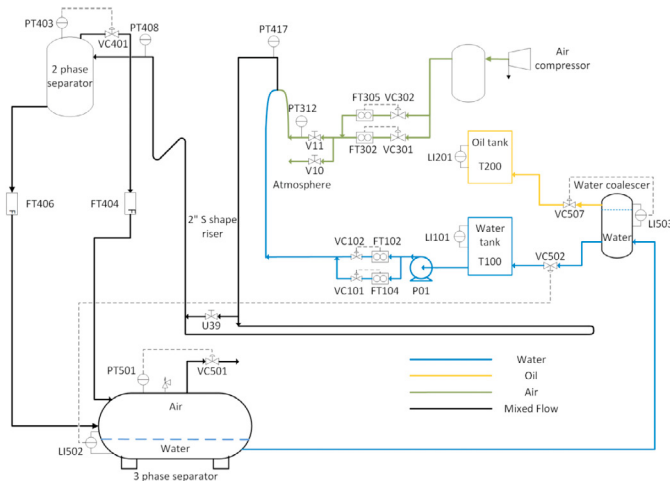 PT403
VC401
PT408
2 phase
separator
PT417
Air
compressor
FT305 VC302
PT312
V11
FT302 VC301
V10
Atmosphere
Oil tank
T200
LI201
Water coalescer
VC507
LI503
Water
FT406
FT404
2" S shape
riser
VC102 FT102
LI101
Water
tank
T100
VC502
VC101 FT104
P01
U39
PT501
VC501
Air
Water
LI502
3 phase separator
Water
Oil
Air
Mixed Flow
F
F